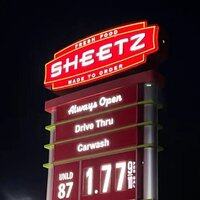 FRESH FOOD
SHEETZ
MADE TO ORDER
Always Open
Drive Thru
Carwash
UNLD
87
1.77